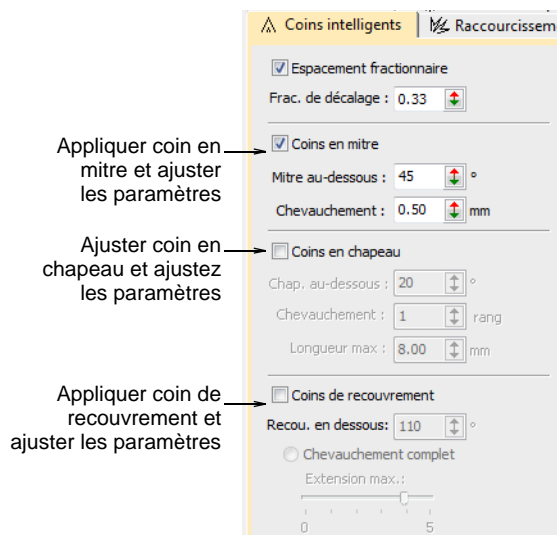 Coins intelligents Raccourcissem
Espacement fractionnaire
Frac. de décalage : 0.33
Appliquer coin en
mitre et ajuster
les paramètres
Coins en mitre
Mitre au-dessous : 45 °
Chevauchement : 0.50 mm
Ajuster coin en
chapeau et ajustez
les paramètres
Coins en chapeau
Chap. au-dessous : 20 °
Chevauchement : 1 rang
Longueur max : 8.00 mm
Appliquer coin de
recouvrement et
ajuster les paramètres
Coins de recouvrement
Recou. en dessous: 110 °
Chevauchement complet
Extension max.:
0 5